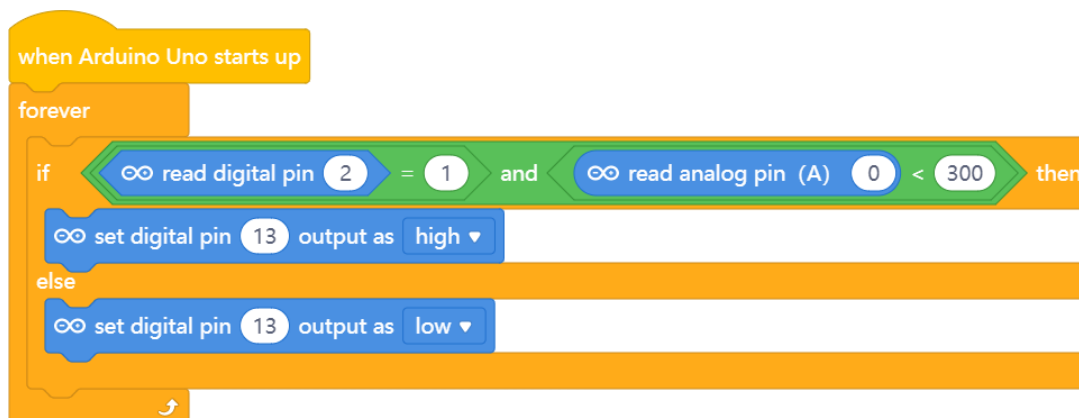 when Arduino Uno starts up
forever
if read digital pin 2 = 1 and read analog pin (A) 0 < 300 then
set digital pin 13 output as high
else
set digital pin 13 output as low